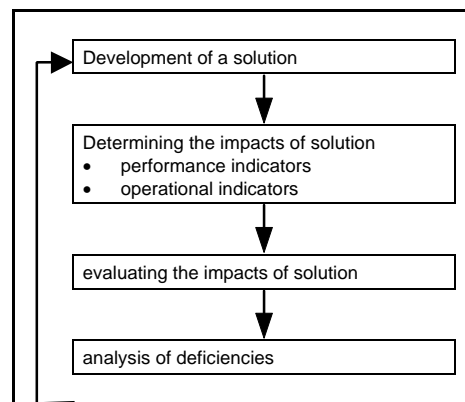 Development of a solution
Determining the impacts of solution
• performance indicators
• operational indicators
evaluating the impacts of solution
analysis of deficiencies